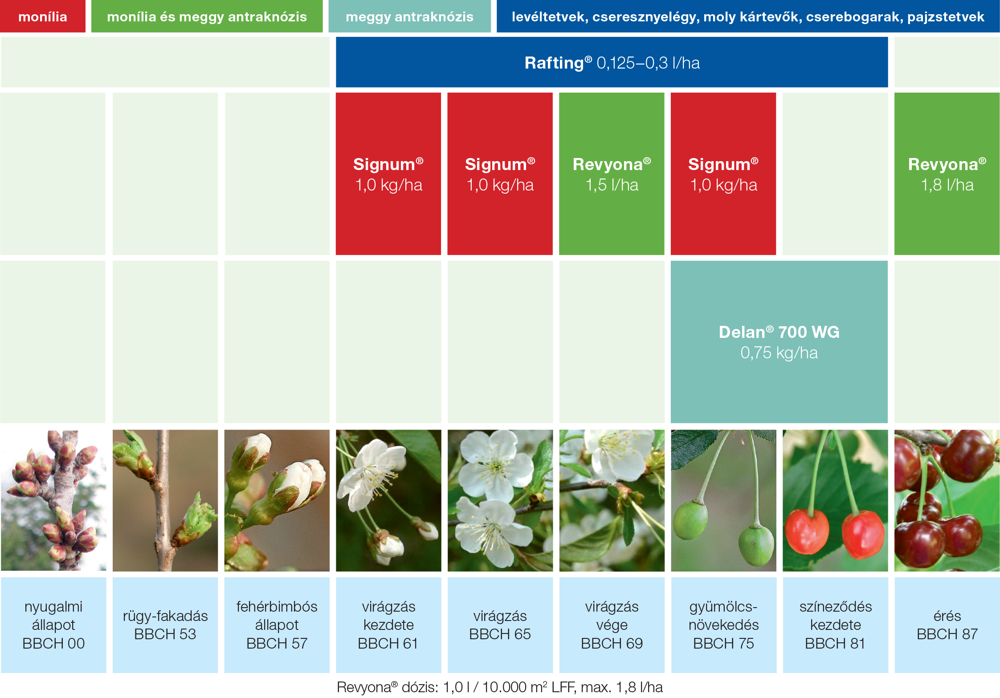 monília
monília és meggy antraknózis
meggy antraknózis
levéltetvek, cseresznyelégy, moly kártevők, cserebogarak, pajzstetvek
Rafting® 0,125–0,3 l/ha
Signum®
1,0 kg/ha
Signum®
1,0 kg/ha
Revyona®
1,5 l/ha
Signum®
1,0 kg/ha
Revyona®
1,8 l/ha
Delan® 700 WG
0,75 kg/ha
nyugalmi
állapot
BBCH 00
rügy-fakadás
BBCH 53
fehérbimbós
állapot
BBCH 57
virágzás
kezdete
BBCH 61
virágzás
BBCH 65
virágzás
vége
BBCH 69
gyümölcs-
növekedés
BBCH 75
színeződés
kezdete
BBCH 81
érés
BBCH 87
Revyona® dózis: 1,0 l / 10.000 m² LFF, max. 1,8 l/ha